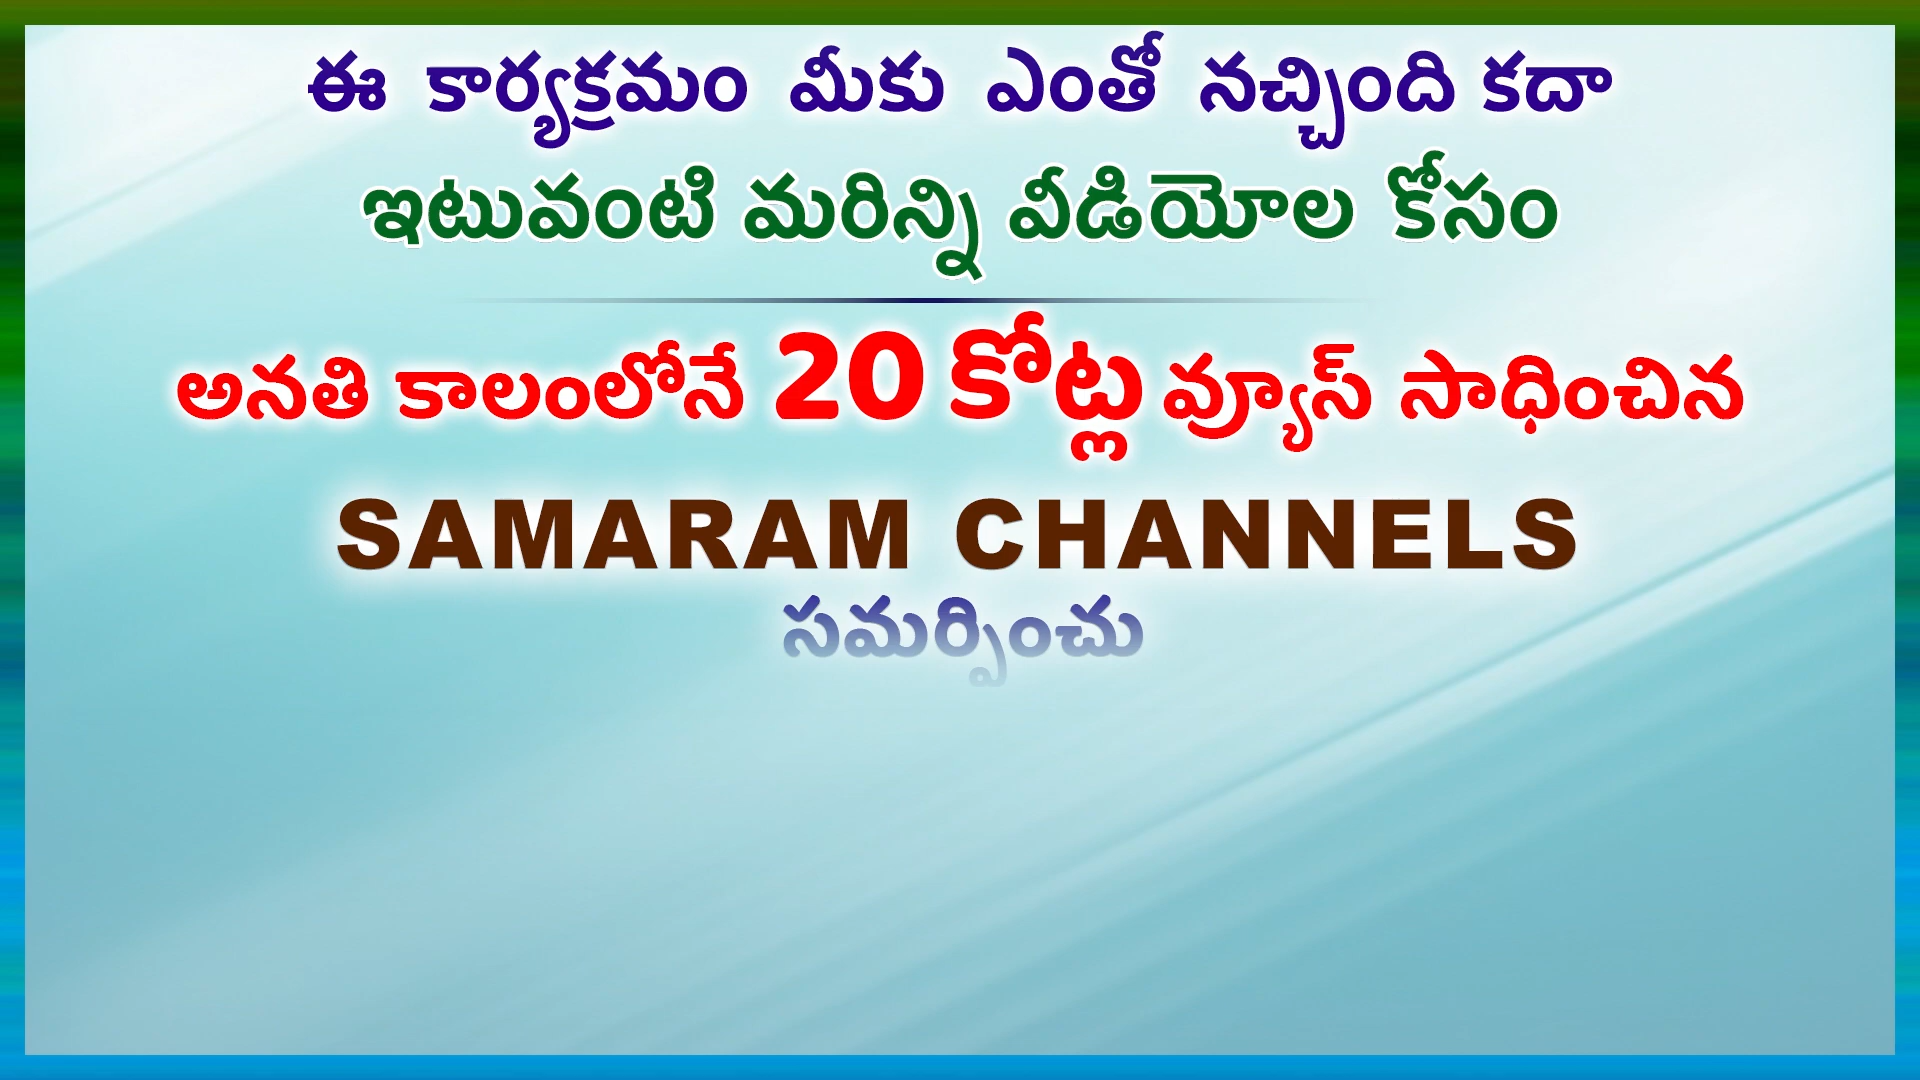 ఈ కార్యక్రమం మీకు ఎంతో నచ్చింది కదా
ఇటువంటి మరిన్ని వీడియోల కోసం
అనతి కాలంలోనే 20 కోట్ల వ్యూస్ సాధించిన
SAMARAM CHANNELS
సమర్పించు